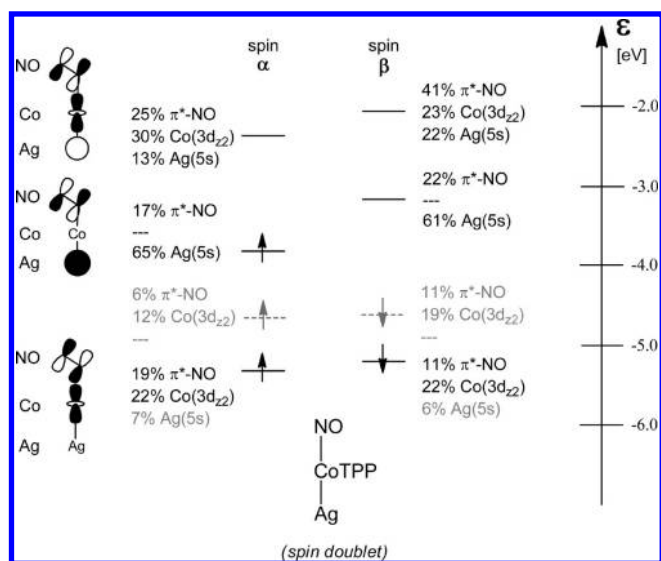 spin
α
spin
β
ε
[eV]
NO
Co
Ag
25% π*-NO
30% Co(3dz2)
13% Ag(5s)
41% π*-NO
23% Co(3dz2)
22% Ag(5s)
-2.0
NO
Co
Co
Ag
17% π*-NO
---
65% Ag(5s)
22% π*-NO
---
61% Ag(5s)
-3.0
-4.0
6% π*-NO
12% Co(3dz2)
---
11% π*-NO
19% Co(3dz2)
---
-5.0
NO
Co
Ag
Ag
19% π*-NO
22% Co(3dz2)
7% Ag(5s)
11% π*-NO
22% Co(3dz2)
6% Ag(5s)
-6.0
NO
CoTPP
Ag
(spin doublet)